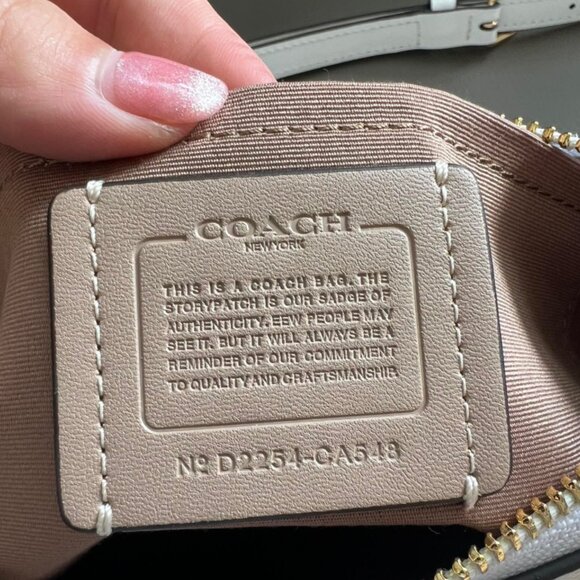 COACH
NEW YORK
THIS IS A COACH BAG. THE
STORYPATCH IS OUR BADGE OF
AUTHENTICITY. FEW PEOPLE MAY
SEE IT. BUT IT WILL ALWAYS BE A
REMINDER OF OUR COMMITMENT
TO QUALITY AND CRAFTSMANSHIP.
Nº D2254-CA548